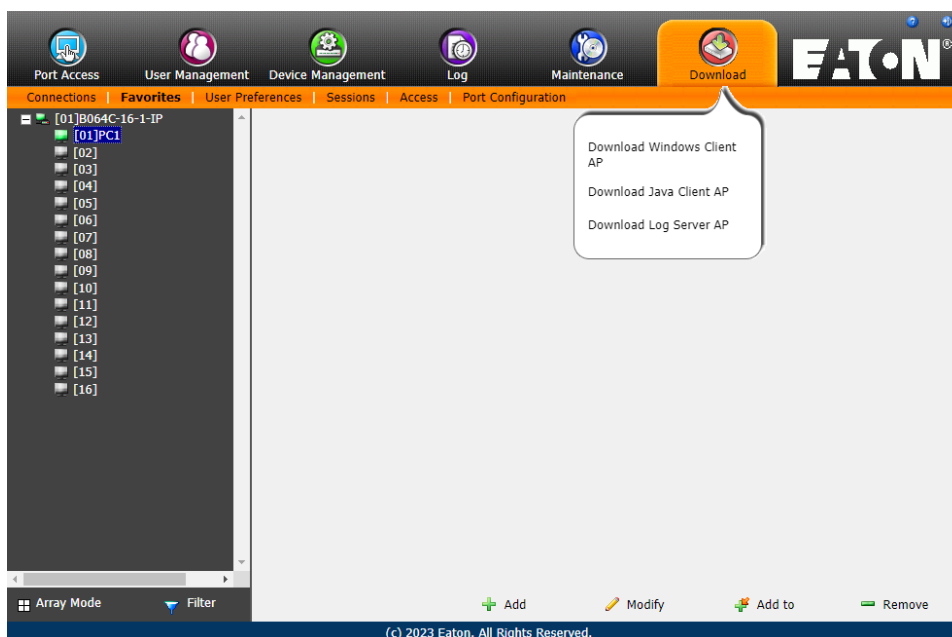 Port Access User Management Device Management Log Maintenance Download EATON®
Connections Favorites User Preferences Sessions Access Port Configuration
[01]B064C-16-1-IP
[01]PC1
[02]
[03]
[04]
[05]
[06]
[07]
[08]
[09]
[10]
[11]
[12]
[13]
[14]
[15]
[16]
Download Windows Client
AP
Download Java Client AP
Download Log Server AP
Array Mode Filter Add Modify Add to Remove
(c) 2023 Eaton. All Rights Reserved.